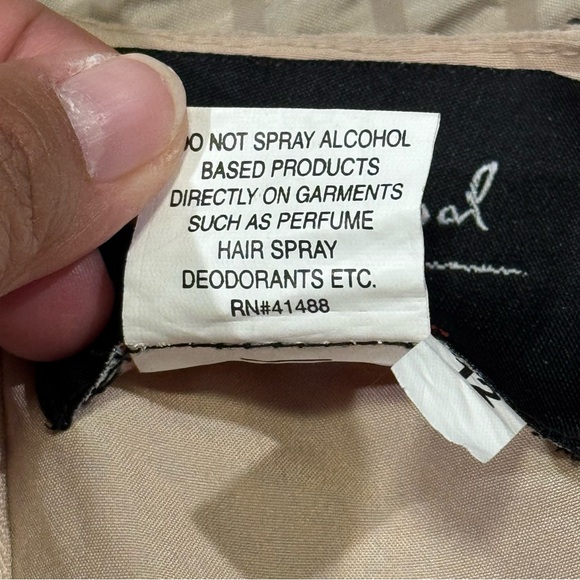 DO NOT SPRAY ALCOHOL
BASED PRODUCTS
DIRECTLY ON GARMENTS
SUCH AS PERFUME
HAIR SPRAY
DEODORANTS ETC.
RN#41488